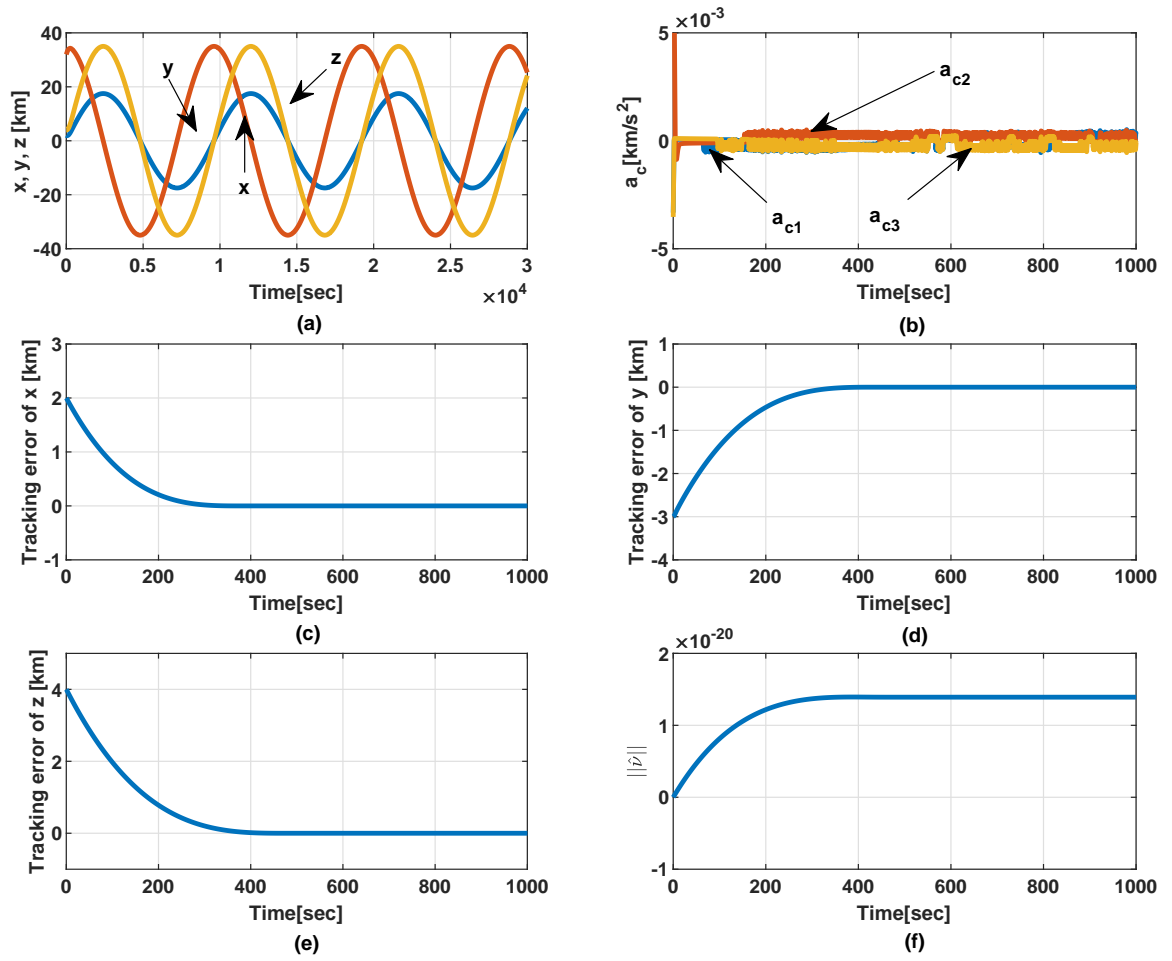 x, y, z [km]
40
20
0
-20
-40
y
z
x
0 0.5 1 1.5 2 2.5 3
Time[sec]
×10^4
(a)
×10^-3
a_c[km/s^2]
5
0
-5
a_c2
a_c1
a_c3
0 200 400 600 800 1000
Time[sec]
(b)
Tracking error of x [km]
3
2
1
0
-1
0 200 400 600 800 1000
Time[sec]
(c)
Tracking error of y [km]
1
0
-1
-2
-3
-4
0 200 400 600 800 1000
Time[sec]
(d)
Tracking error of z [km]
4
2
0
0 200 400 600 800 1000
Time[sec]
(e)
×10^-20
||ν̂||
2
1
0
-1
0 200 400 600 800 1000
Time[sec]
(f)